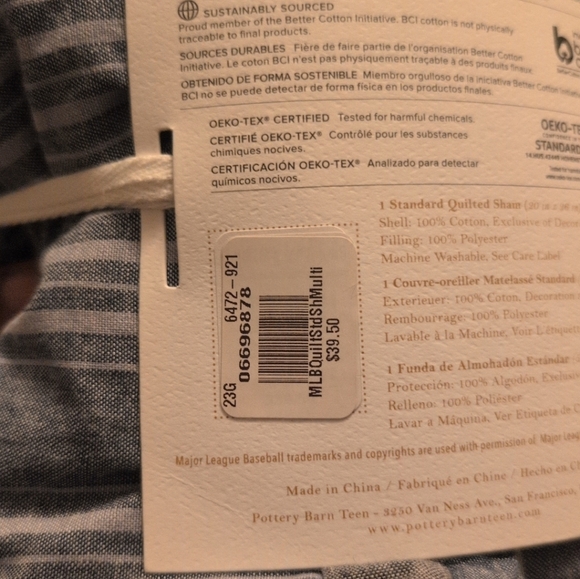 SUSTAINABLY SOURCED
Proud member of the Better Cotton Initiative. BCI cotton is not physically
traceable to final products.
SOURCES DURABLES Fière de faire partie de l'organisation Better Cotton
Initiative. Le coton BCI n'est pas physiquement traçable à des produits finaux.
OBTENIDO DE FORMA SOSTENIBLE Miembro orgulloso de la iniciativa Better Cotton
BCI no se puede detectar de forma física en los productos finales.
OEKO-TEX® CERTIFIED Tested for harmful chemicals.
CERTIFIÉ OEKO-TEX® Contrôlé pour les substances
chimiques nocives.
CERTIFICACIÓN OEKO-TEX® Analizado para detectar
químicos nocivos.
OEKO-TE
STANDARD
1 Standard Quilted Sham
Shell: 100% Cotton, Exclusive of Decor
Filling: 100% Polyester
Machine Washable, See Care Label
1 Couvre-oreiller Matelassé Standard
Exterieuer: 100% Coton, Decoration
Rembourrage: 100% Polyester
Lavable à la Machine, Voir L étique
1 Funda de Almohadón Estándar
Protección: 100% Algodón, Exclusi
Relleno: 100% Poliéster
Lavar a Máquina, Ver Etiqueta de
23G 6472-921
06696878
MLBQuiltStdShMulti
$39.50
Major League Baseball trademarks and copyrights are used with permission of Major Leag
Made in China / Fabriqué en Chine / Hecho en C
Pottery Barn Teen - 3250 Van Ness Ave., San Francisco,
www.potterybarnteen.com